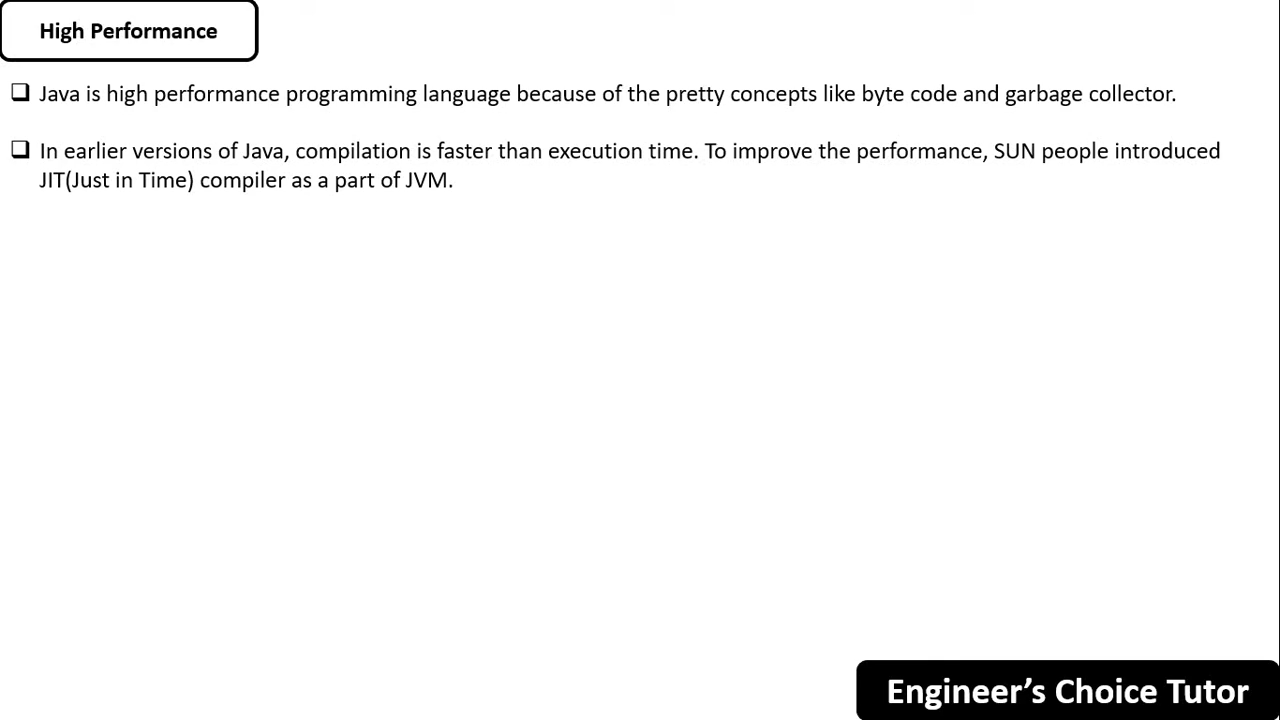 High Performance
Java is high performance programming language because of the pretty concepts like byte code and garbage collector.
In earlier versions of Java, compilation is faster than execution time. To improve the performance, SUN people introduced
JIT(Just in Time) compiler as a part of JVM.
Engineer’s Choice Tutor